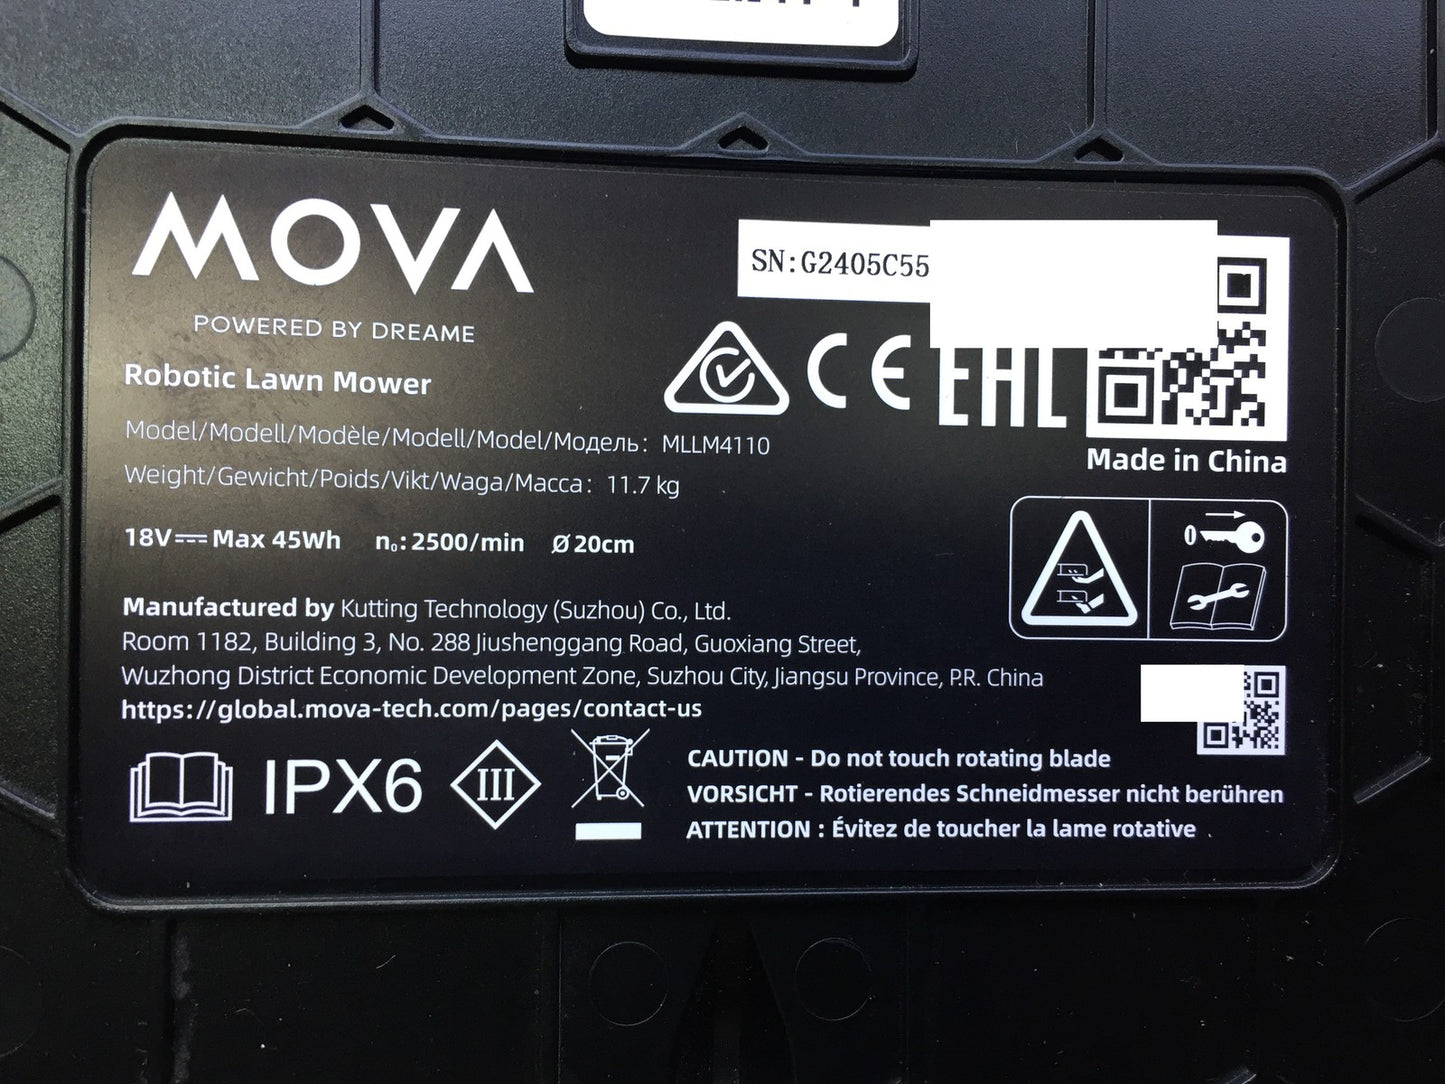 MOVA
POWERED BY DREAME
Robotic Lawn Mower
Model/Modell/Modèle/Modell/Model/Модель: MLLM4110
Weight/Gewicht/Poids/Vikt/Waga/Macca: 11.7 kg
18V⎓Max 45Wh n₀:2500/min Ø20cm
SN:G2405C55
CE EHC
Made in China
Manufactured by Kutting Technology (Suzhou) Co., Ltd.
Room 1182, Building 3, No. 288 Jiushenggang Road, Guoxiang Street,
Wuzhong District Economic Development Zone, Suzhou City, Jiangsu Province, P.R. China
https://global.mova-tech.com/pages/contact-us
IPX6 III
CAUTION - Do not touch rotating blade
VORSICHT - Rotierendes Schneidmesser nicht berühren
ATTENTION : Évitez de toucher la lame rotative .